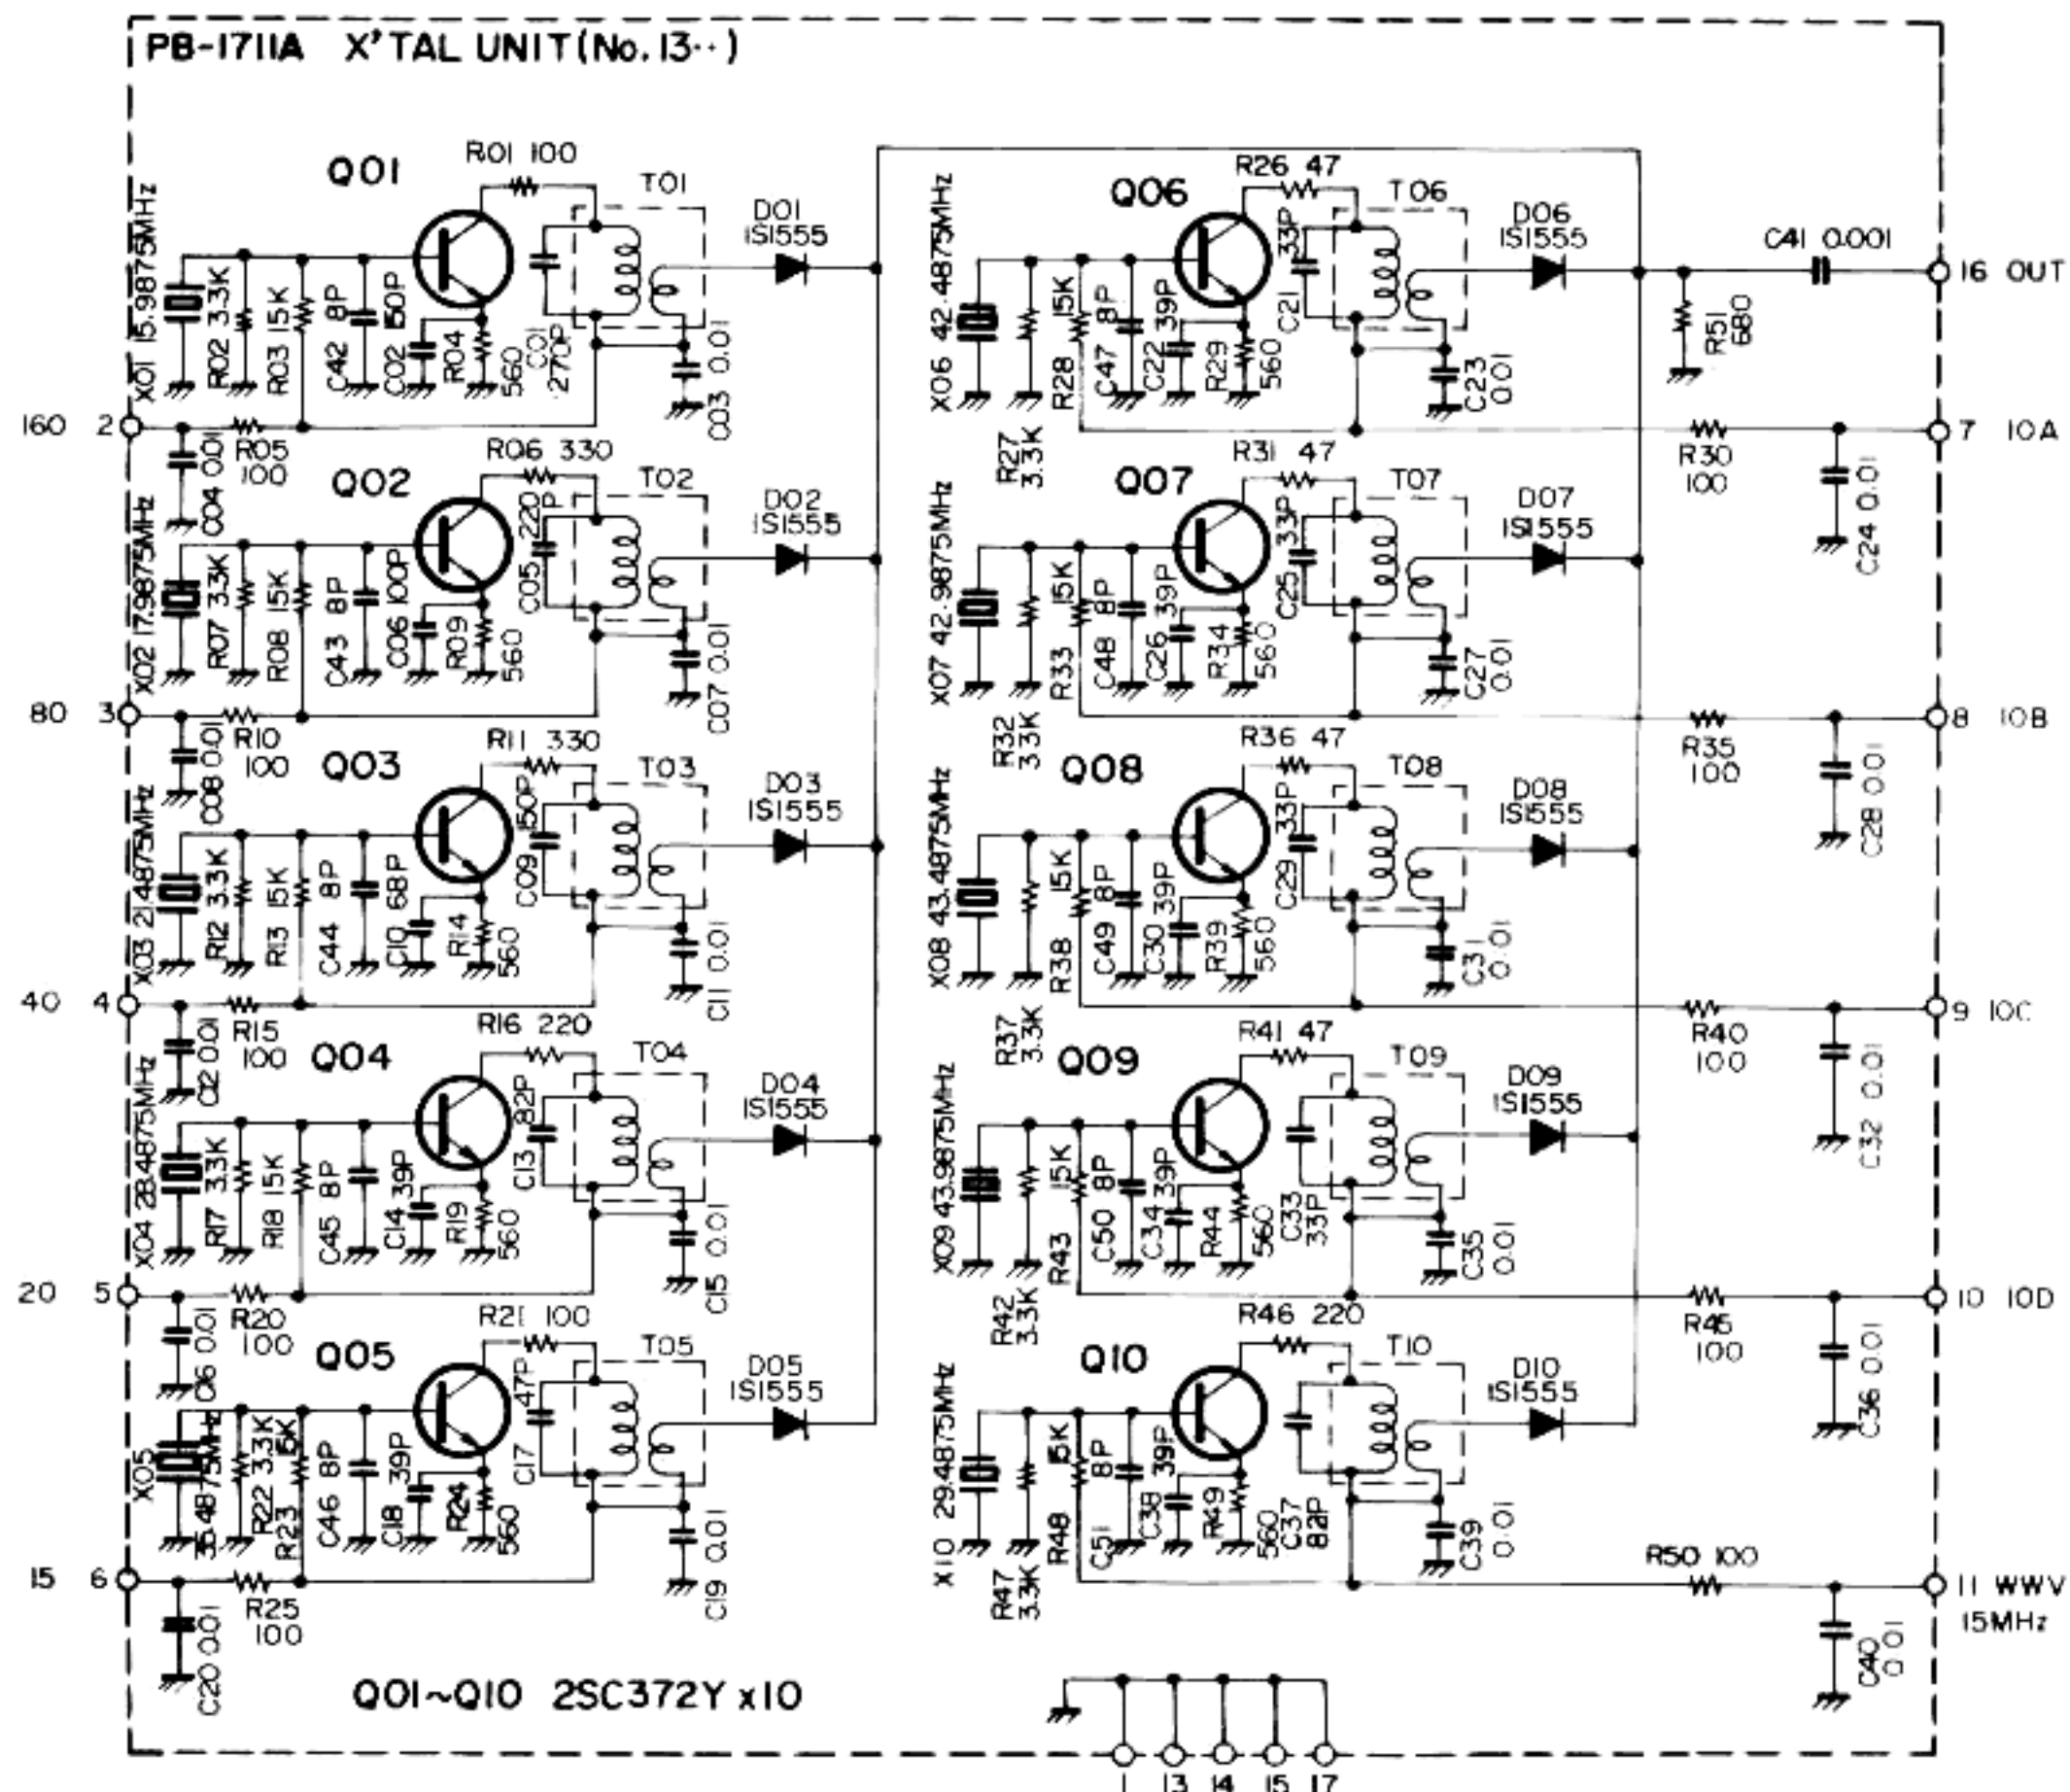 PB-1711A X'TAL UNIT (No. 13··)
Q01
R01 100
T01
D01
1S1555
X01 15.9875MHz
R02 3.3K
R03 15K
C42 8P
C02 150P
R04
560
C01
270P
C03 0.01
160 2
C04 0.01
R05
100
Q02
R06 330
T02
D02
1S1555
X02 17.9875MHz
R07 3.3K
R08 15K
C43 8P
C06 100P
R09
560
C05 220P
C07 0.01
80 3
C08 0.01
R10
100
Q03
R11 330
T03
D03
1S1555
X03 21.4875MHz
R12 3.3K
R13 15K
C44 8P
C10 68P
R14
560
C09 150P
C11 0.01
40 4
C12 0.01
R15
100
Q04
R16 220
T04
D04
1S1555
X04 28.4875MHz
R17 3.3K
R18 15K
C45 8P
C14 39P
R19
560
C13 82P
C15 0.01
20 5
C16 0.01
R20
100
Q05
R21 100
T05
D05
1S1555
X05
35.4875MHz
R22 3.3K
R23 15K
C46 8P
C18 39P
R24
560
C17 47P
C19 0.01
15 6
C20 0.01
R25
100
Q06
R26 47
T06
D06
1S1555
C41 0.001
16 OUT
X06 42.4875MHz
R27
3.3K
R28 15K
C47 8P
C22 39P
R29
560
C21 33P
C23
0.01
R51
680
7 10A
R30
100
C24 0.01
Q07
R31 47
T07
D07
1S1555
X07 42.9875MHz
R32
3.3K
R33 15K
C48 8P
C26 39P
R34
560
C25 33P
C27
0.01
8 10B
R35
100
C28 0.01
Q08
R36 47
T08
D08
1S1555
X08 43.4875MHz
R37
3.3K
R38 15K
C49 8P
C30 39P
R39
560
C29 33P
C31
0.01
9 10C
R40
100
C32 0.01
Q09
R41 47
T09
D09
1S1555
X09 43.9875MHz
R42
3.3K
R43 15K
C50 8P
C34 39P
R44
560
C33
33P
C35
0.01
10 10D
R45
100
C36 0.01
Q10
R46 220
T10
D10
1S1555
X10 29.4875MHz
R47
3.3K
R48 15K
C51 8P
C38 39P
R49
560
C37
82P
C39
0.01
R50 100
11 WWV
15MHz
C40
0.01
Q01~Q10 2SC372Y x10
1 13 14 15 17